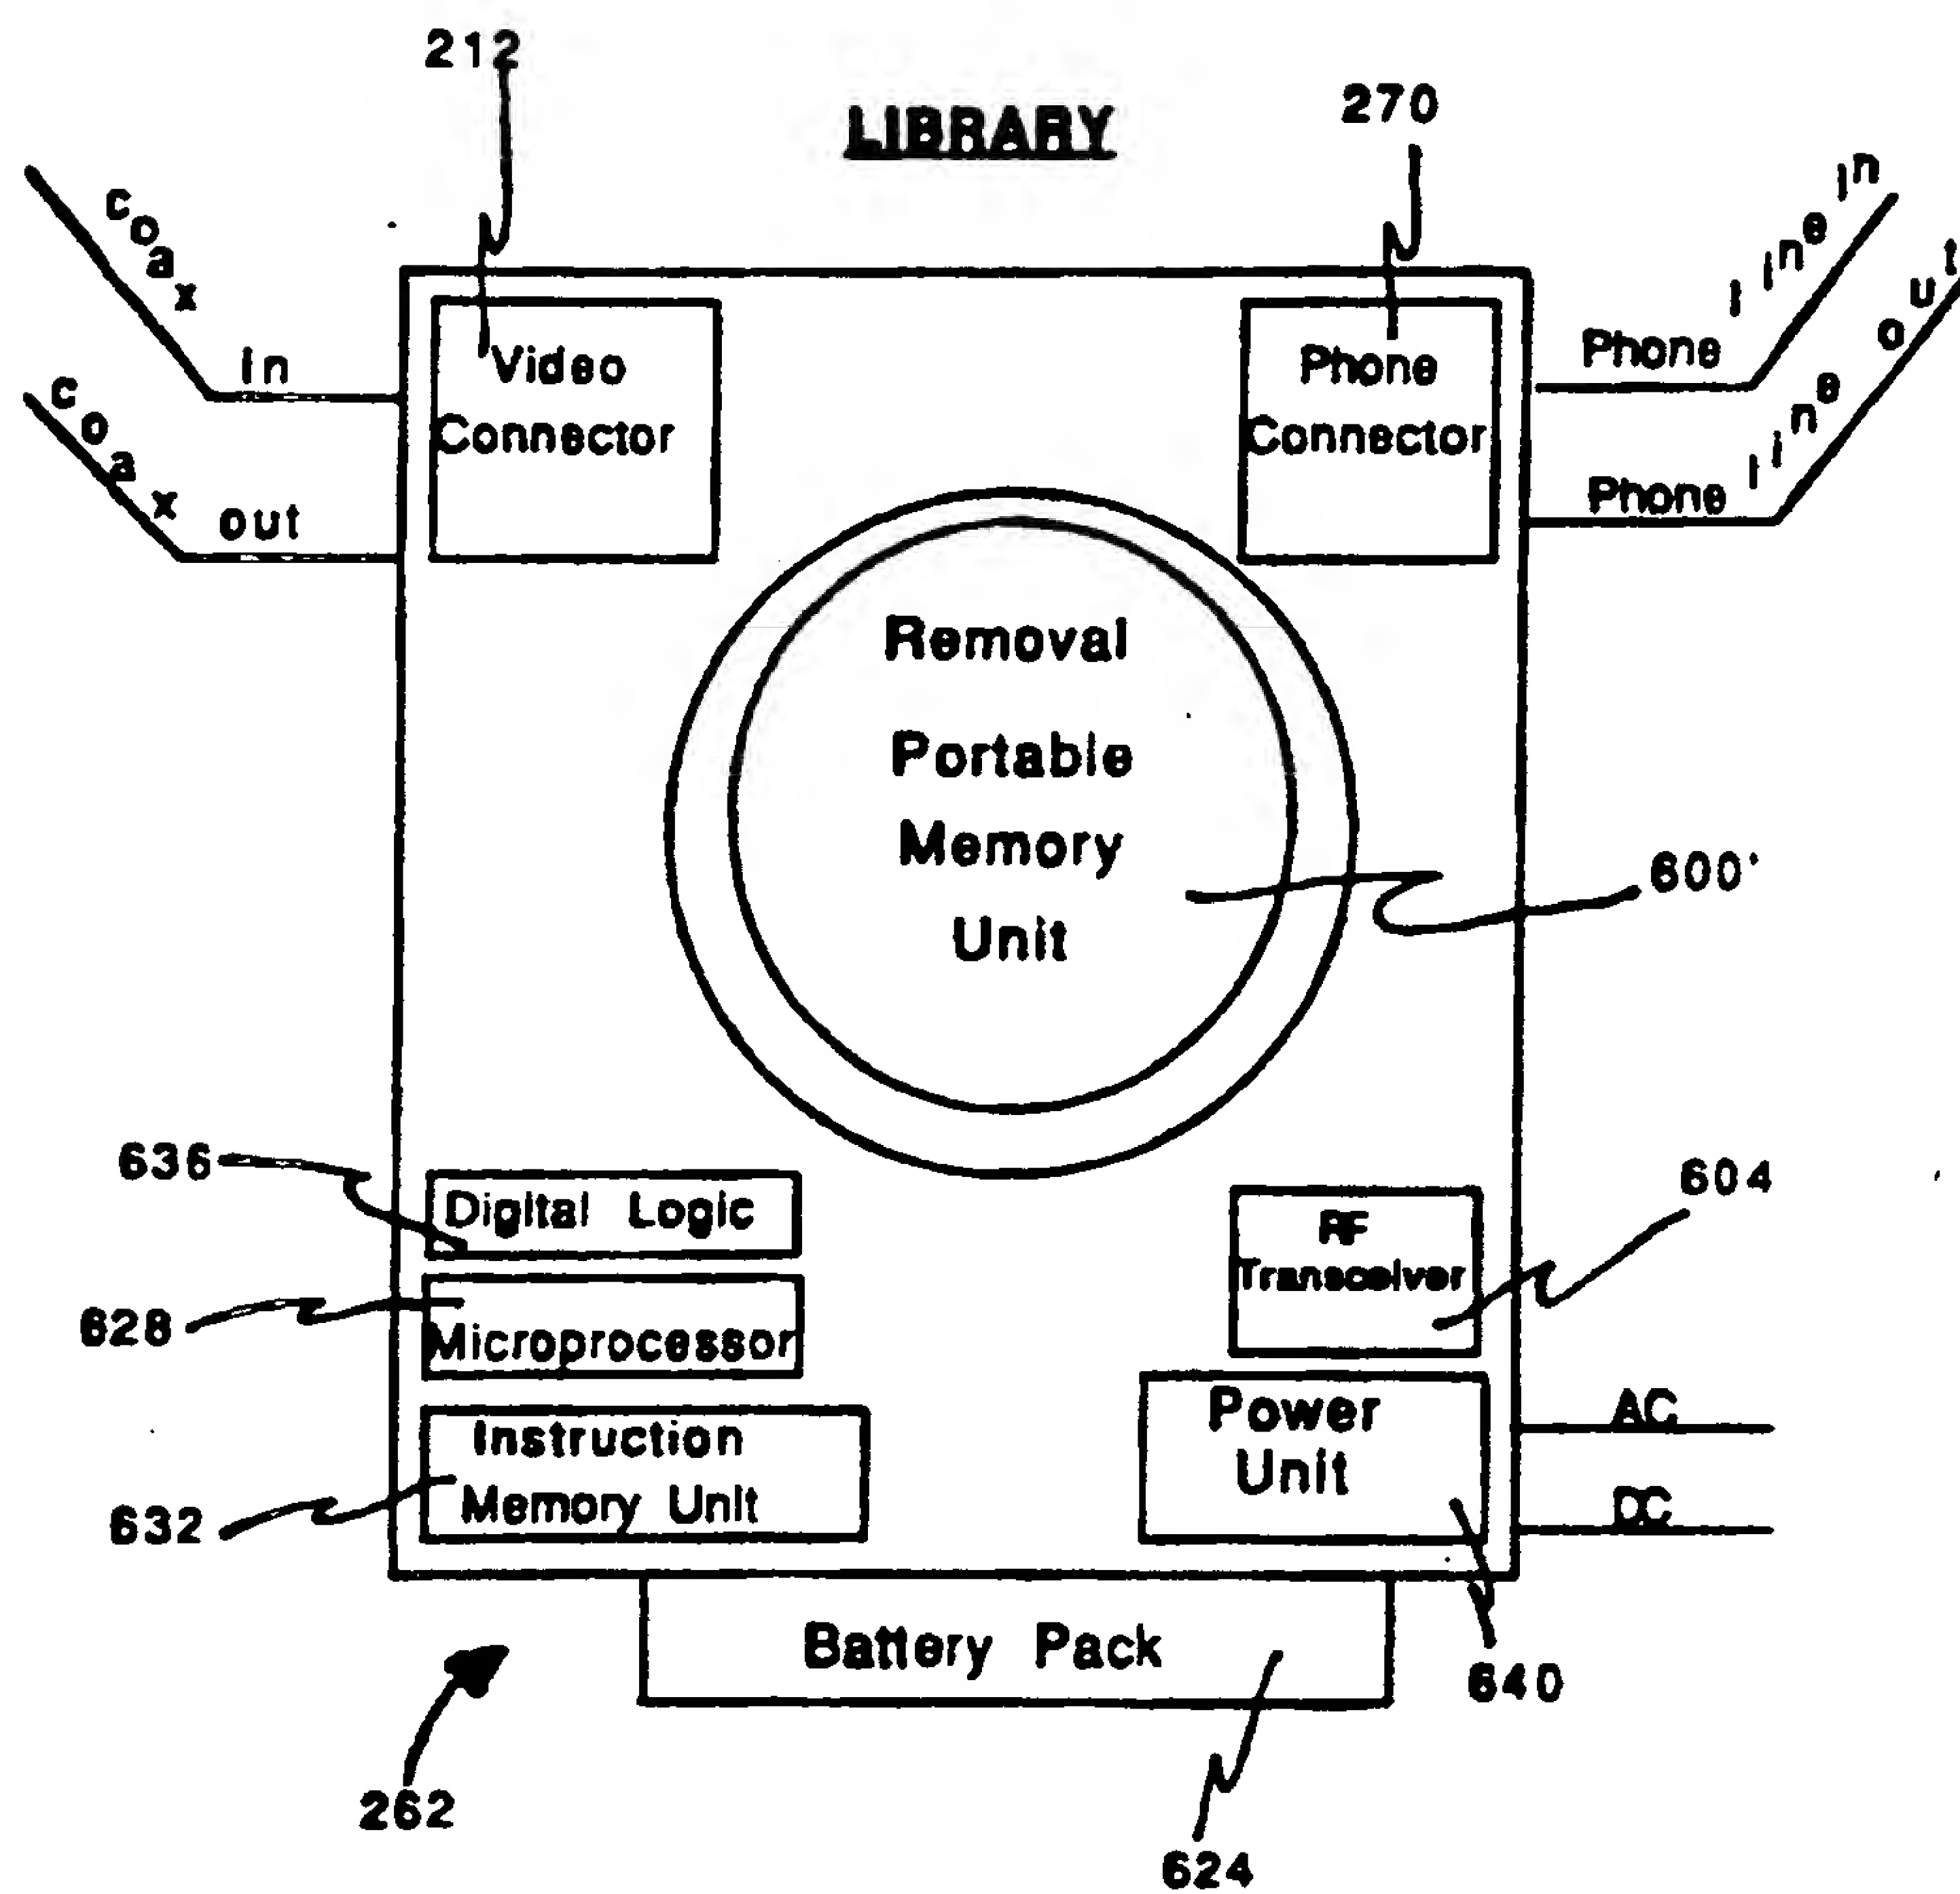 212
LIBRARY
270
coax in
coax out
Video
Connector
Phone
Connector
Phone line in
Phone line out
Removal
Portable
Memory
Unit
600'
636
Digital Logic
628
Microprocessor
632
Instruction
Memory Unit
RF
Transceiver
604
Power
Unit
AC
DC
640
Battery Pack
262
624